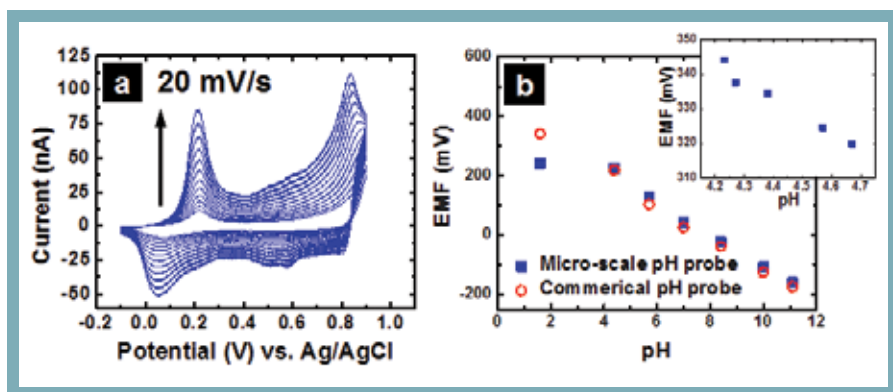 a 20 mV/s
125
100
75
50
25
0
-25
-50
Current (nA)
-0.2 0.0 0.2 0.4 0.6 0.8 1.0
Potential (V) vs. Ag/AgCl
b
600
400
200
0
-200
EMF (mV)
0 2 4 6 8 10 12
pH
Micro-scale pH probe
Commerical pH probe
350
340
330
320
310
EMF (mV)
4.2 4.3 4.4 4.5 4.6 4.7
pH